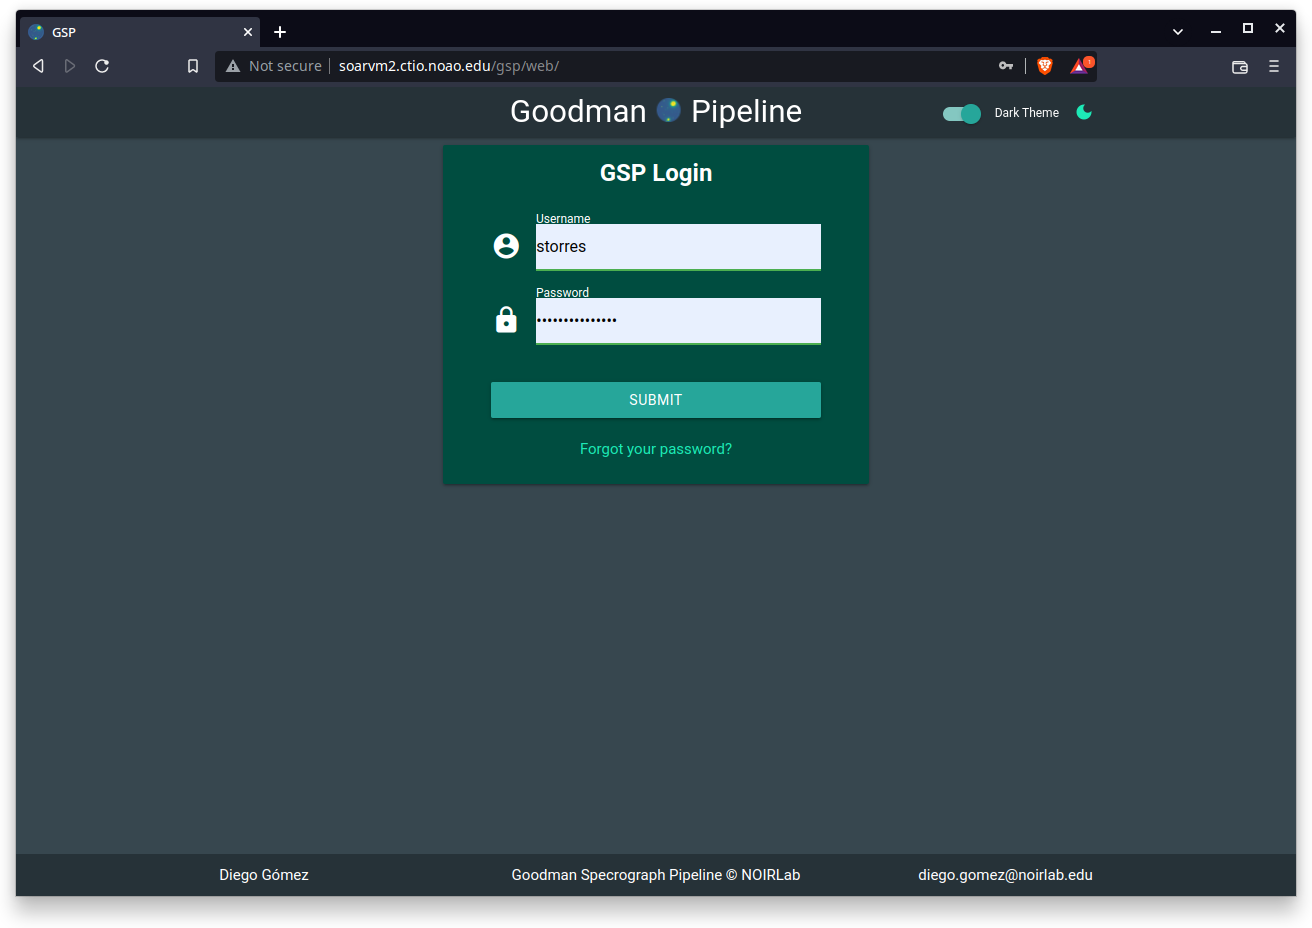 GSP
Not secure soarvm2.ctio.noao.edu/gsp/web/
Goodman Pipeline
Dark Theme
GSP Login
Username
storres
Password
•••••••••••••••
SUBMIT
Forgot your password?
Diego Gómez
Goodman Specrograph Pipeline © NOIRLab
diego.gomez@noirlab.edu